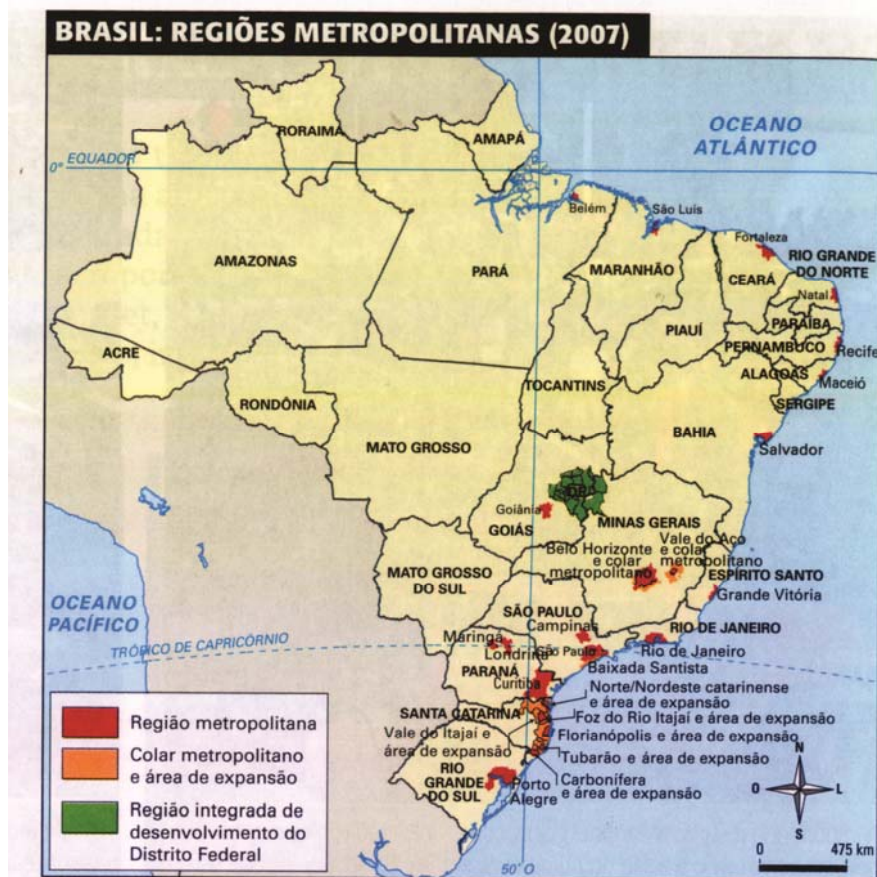 BRASIL: REGIÕES METROPOLITANAS (2007)
RORAIMA
AMAPÁ
OCEANO
ATLÂNTICO
0° EQUADOR
Belém
São Luís
Fortaleza
RIO GRANDE
DO NORTE
AMAZONAS
PARÁ
MARANHÃO
CEARÁ
Natal
PIAUÍ
PARAÍBA
PERNAMBUCO
Recife
ACRE
TOCANTINS
ALAGOAS
Maceió
RONDÔNIA
SERGIPE
MATO GROSSO
BAHIA
Salvador
Goiânia
GOIÁS
MINAS GERAIS
Belo Horizonte
e colar
metropolitano
Vale do Aço
e colar
metropolitano
MATO GROSSO
DO SUL
ESPÍRITO SANTO
Grande Vitória
OCEANO
PACÍFICO
SÃO PAULO
Campinas
RIO DE JANEIRO
TRÓPICO DE CAPRICÓRNIO
Maringá
Londrina
São Paulo
Rio de Janeiro
Baixada Santista
PARANÁ
Curitiba
Norte/Nordeste catarinense
e área de expansão
SANTA CATARINA
Foz do Rio Itajaí e área de expansão
Vale do Itajaí e
área de expansão
Florianópolis e área de expansão
Tubarão e área de expansão
RIO
GRANDE
DO SUL
Porto
Alegre
Carbonífera
e área de expansão
Região metropolitana
Colar metropolitano
e área de expansão
Região integrada de
desenvolvimento do
Distrito Federal
N
O
L
S
50° O
0
475 km